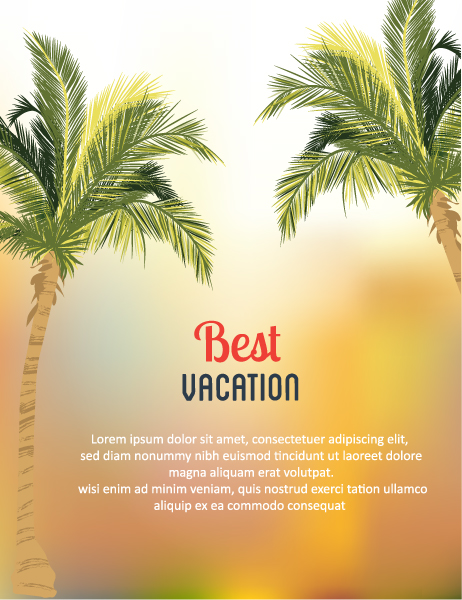 Best
VACATION
Lorem ipsum dolor sit amet, consectetuer adipiscing elit,
sed diam nonummy nibh euismod tincidunt ut laoreet dolore
magna aliquam erat volutpat.
wisi enim ad minim veniam, quis nostrud exerci tation ullamco
aliquip ex ea commodo consequat